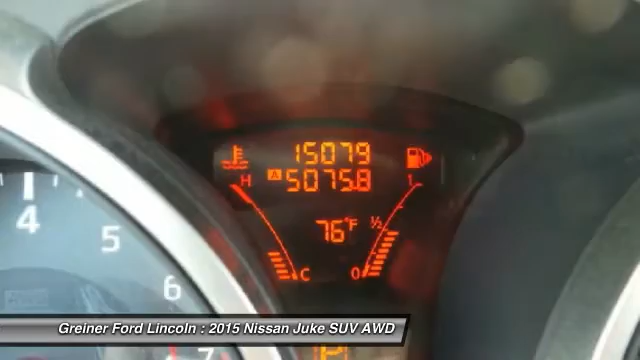 15079
H A 5075.8 1
76°F ½
C 0
4
5
6
7
Greiner Ford Lincoln : 2015 Nissan Juke SUV AWD
P